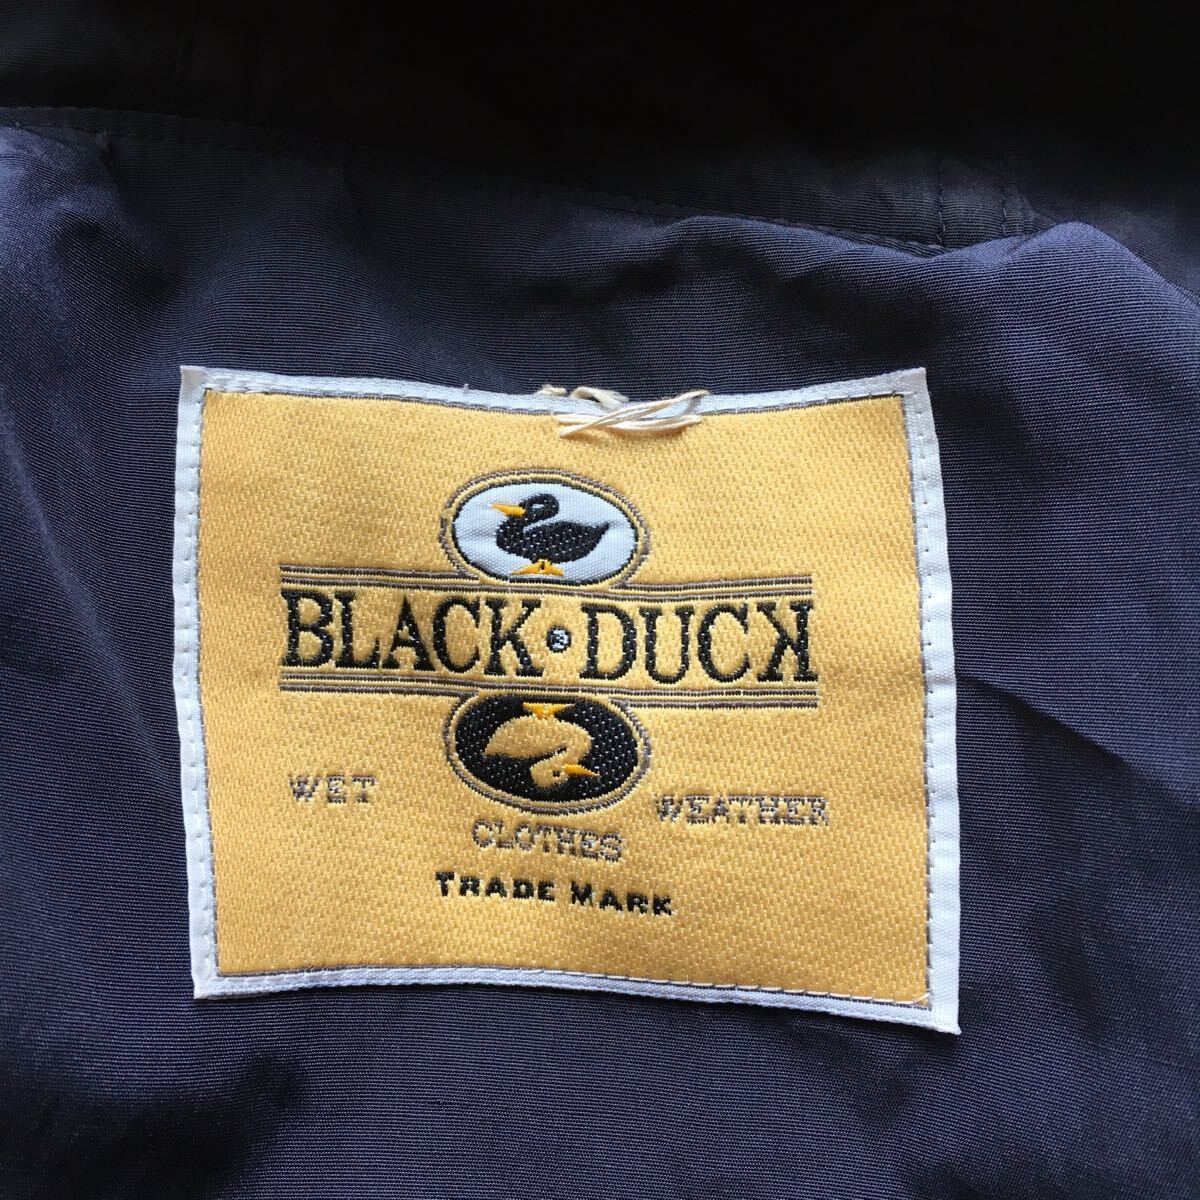 BLACK • DUCK
WET WEATHER
CLOTHES
TRADE MARK